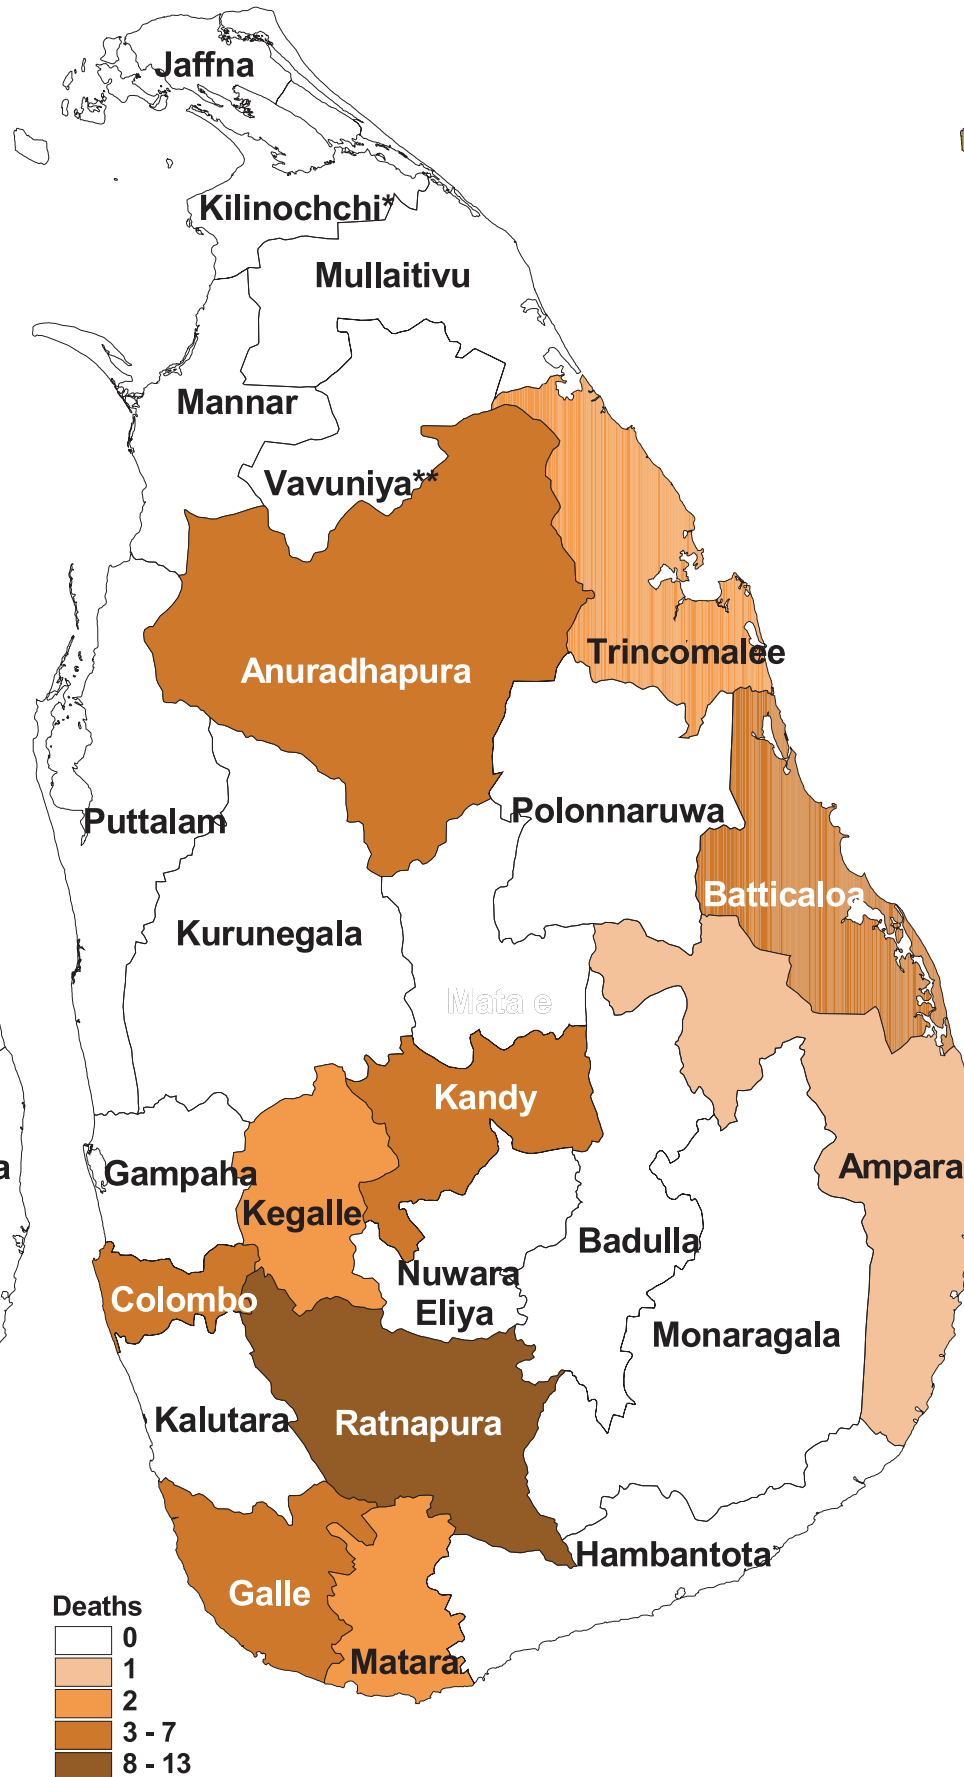 Jaffna
Kilinochchi*
Mullaitivu
Mannar
Vavuniya**
Trincomalee
Anuradhapura
Polonnaruwa
Puttalam
Batticaloa
Kurunegala
Mata e
Kandy
a
Gampaha
Ampara
Kegalle
Badulla
Nuwara
Eliya
Colombo
Monaragala
Kalutara
Ratnapura
Hambantota*
Galle
Matara
Deaths
0
1
2
3 - 7
8 - 13